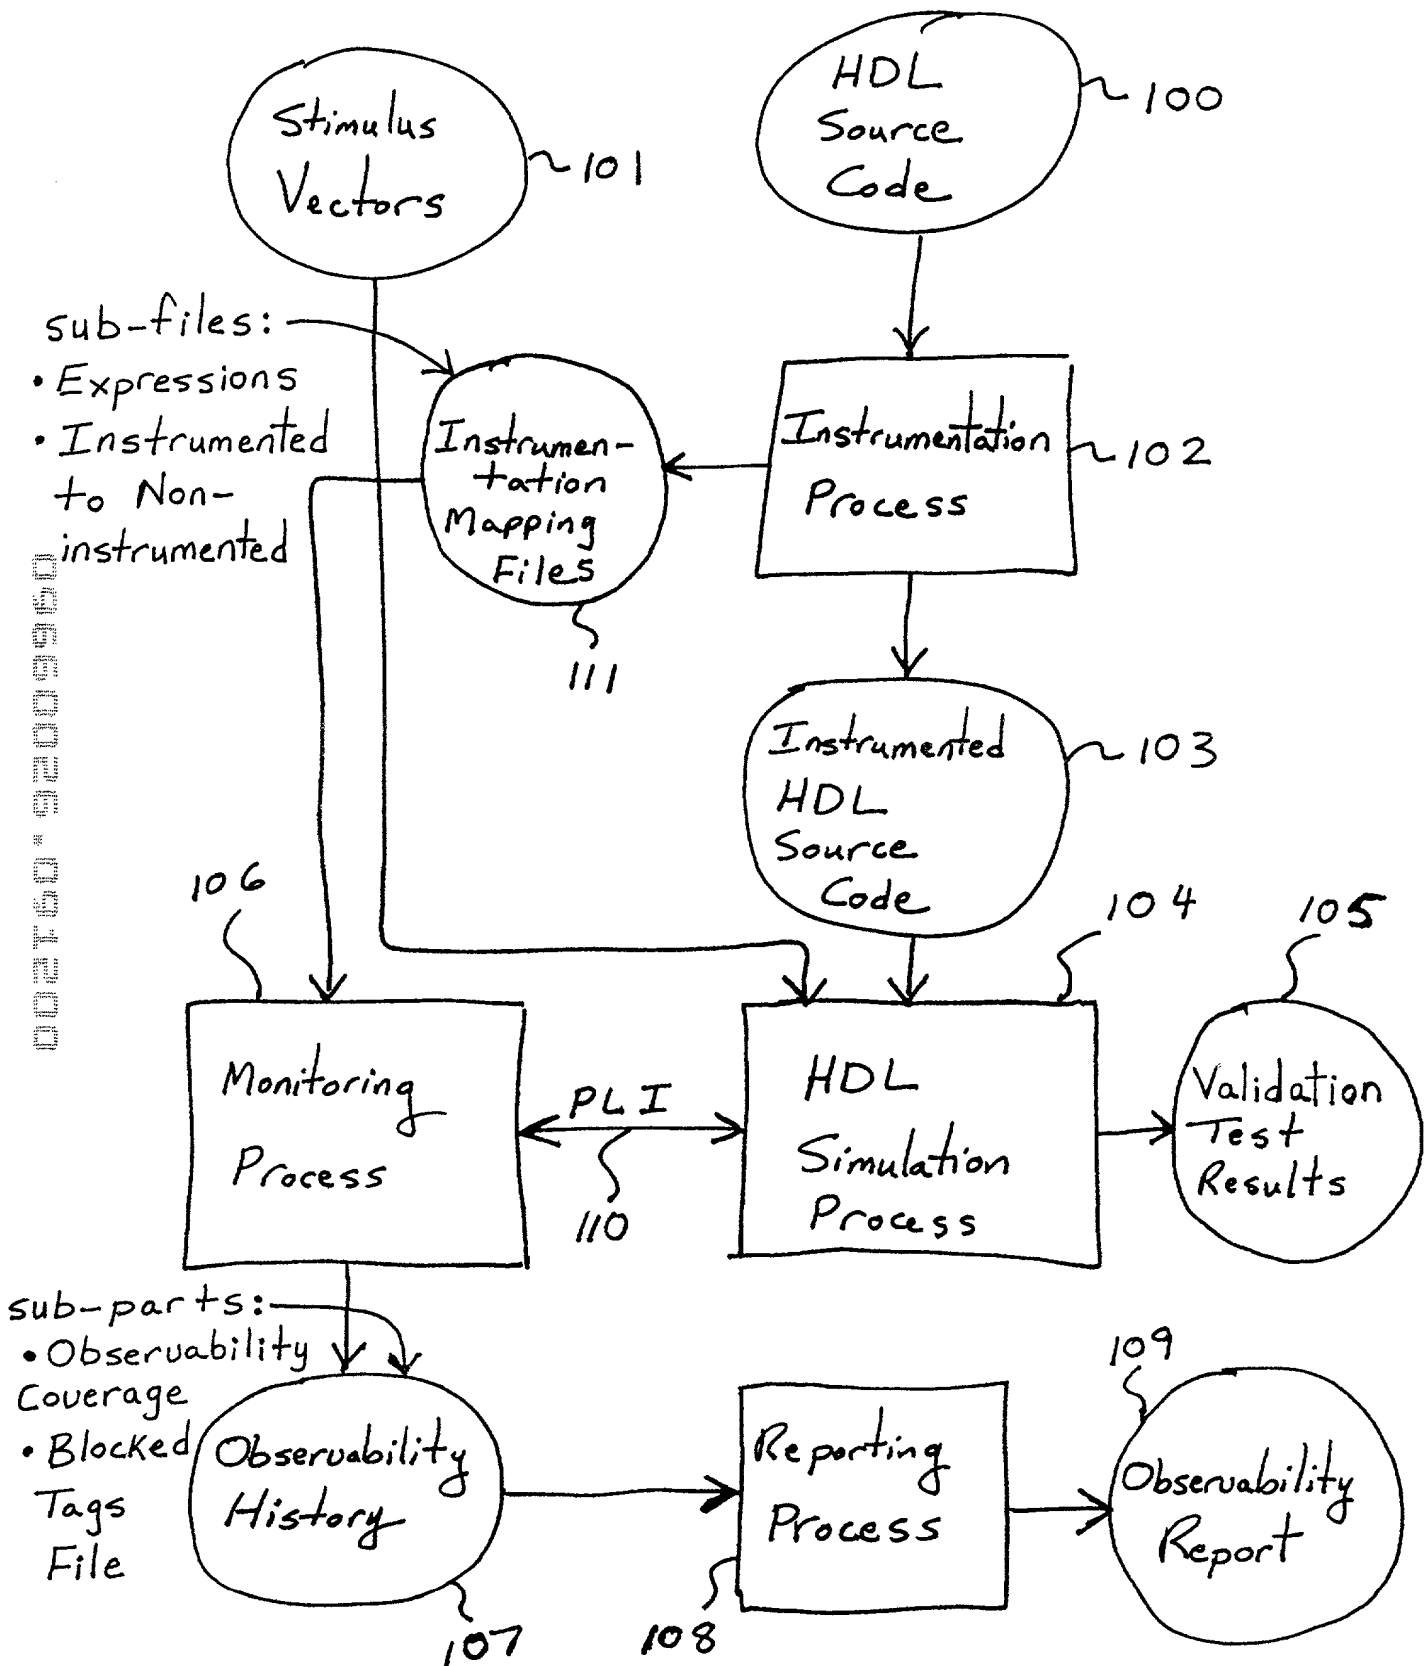 HDL
Source
Code
100
Stimulus
Vectors
101
sub-files:
• Expressions
• Instrumented
to Non-
instrumented
Instrumen-
tation
Mapping
Files
111
Instrumentation
Process
102
Instrumented
HDL
Source
Code
103
106
104
105
Monitoring
Process
PLI
110
HDL
Simulation
Process
Validation
Test
Results
sub-parts:
• Observability
Coverage
• Blocked
Tags
File
Observability
History
107
Reporting
Process
108
109
Observability
Report